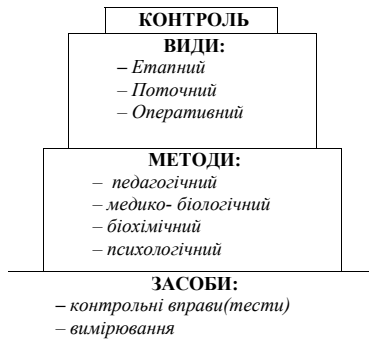 КОНТРОЛЬ
ВИДИ:
– Етапний
– Поточний
– Оперативний
МЕТОДИ:
– педагогічний
– медико- біологічний
– біохімічний
– психологічний
ЗАСОБИ:
– контрольні вправи(тести)
– вимірювання